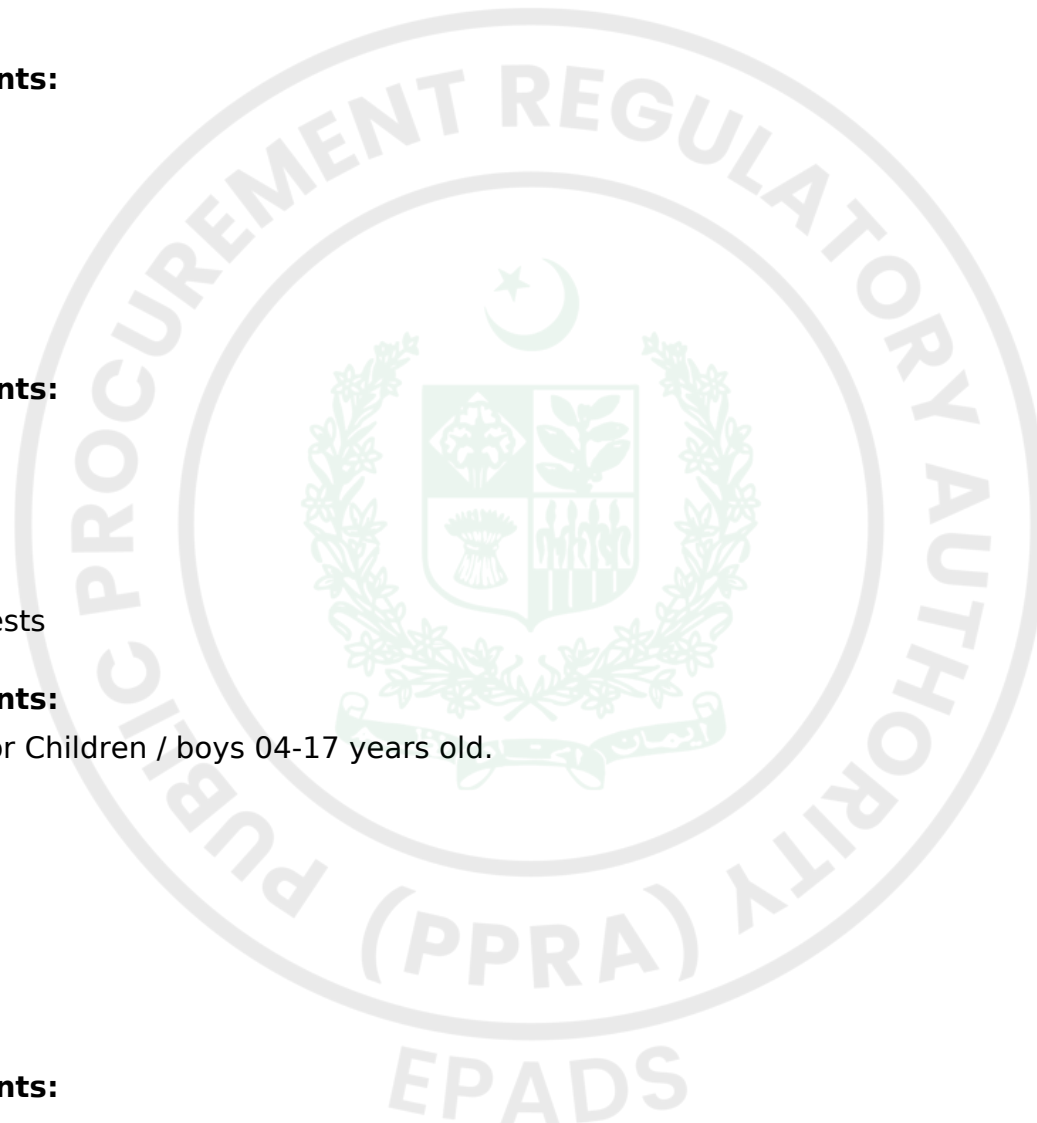 nts:
nts:
ests
nts:
or Children / boys 04-17 years old.
nts:
PUBLIC PROCUREMENT REGULATORY AUTHORITY
(PPRA)
EPADS